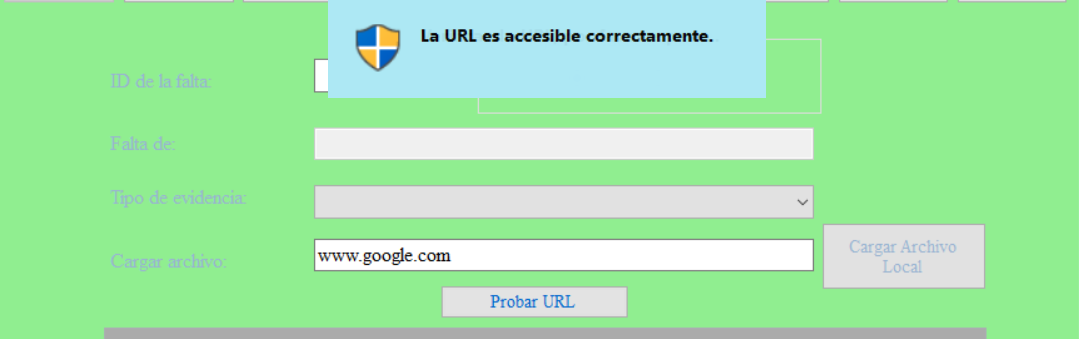 La URL es accesible correctamente.
ID de la falta:
Falta de:
Tipo de evidencia:
Cargar archivo:
www.google.com
Cargar Archivo
Local
Probar URL